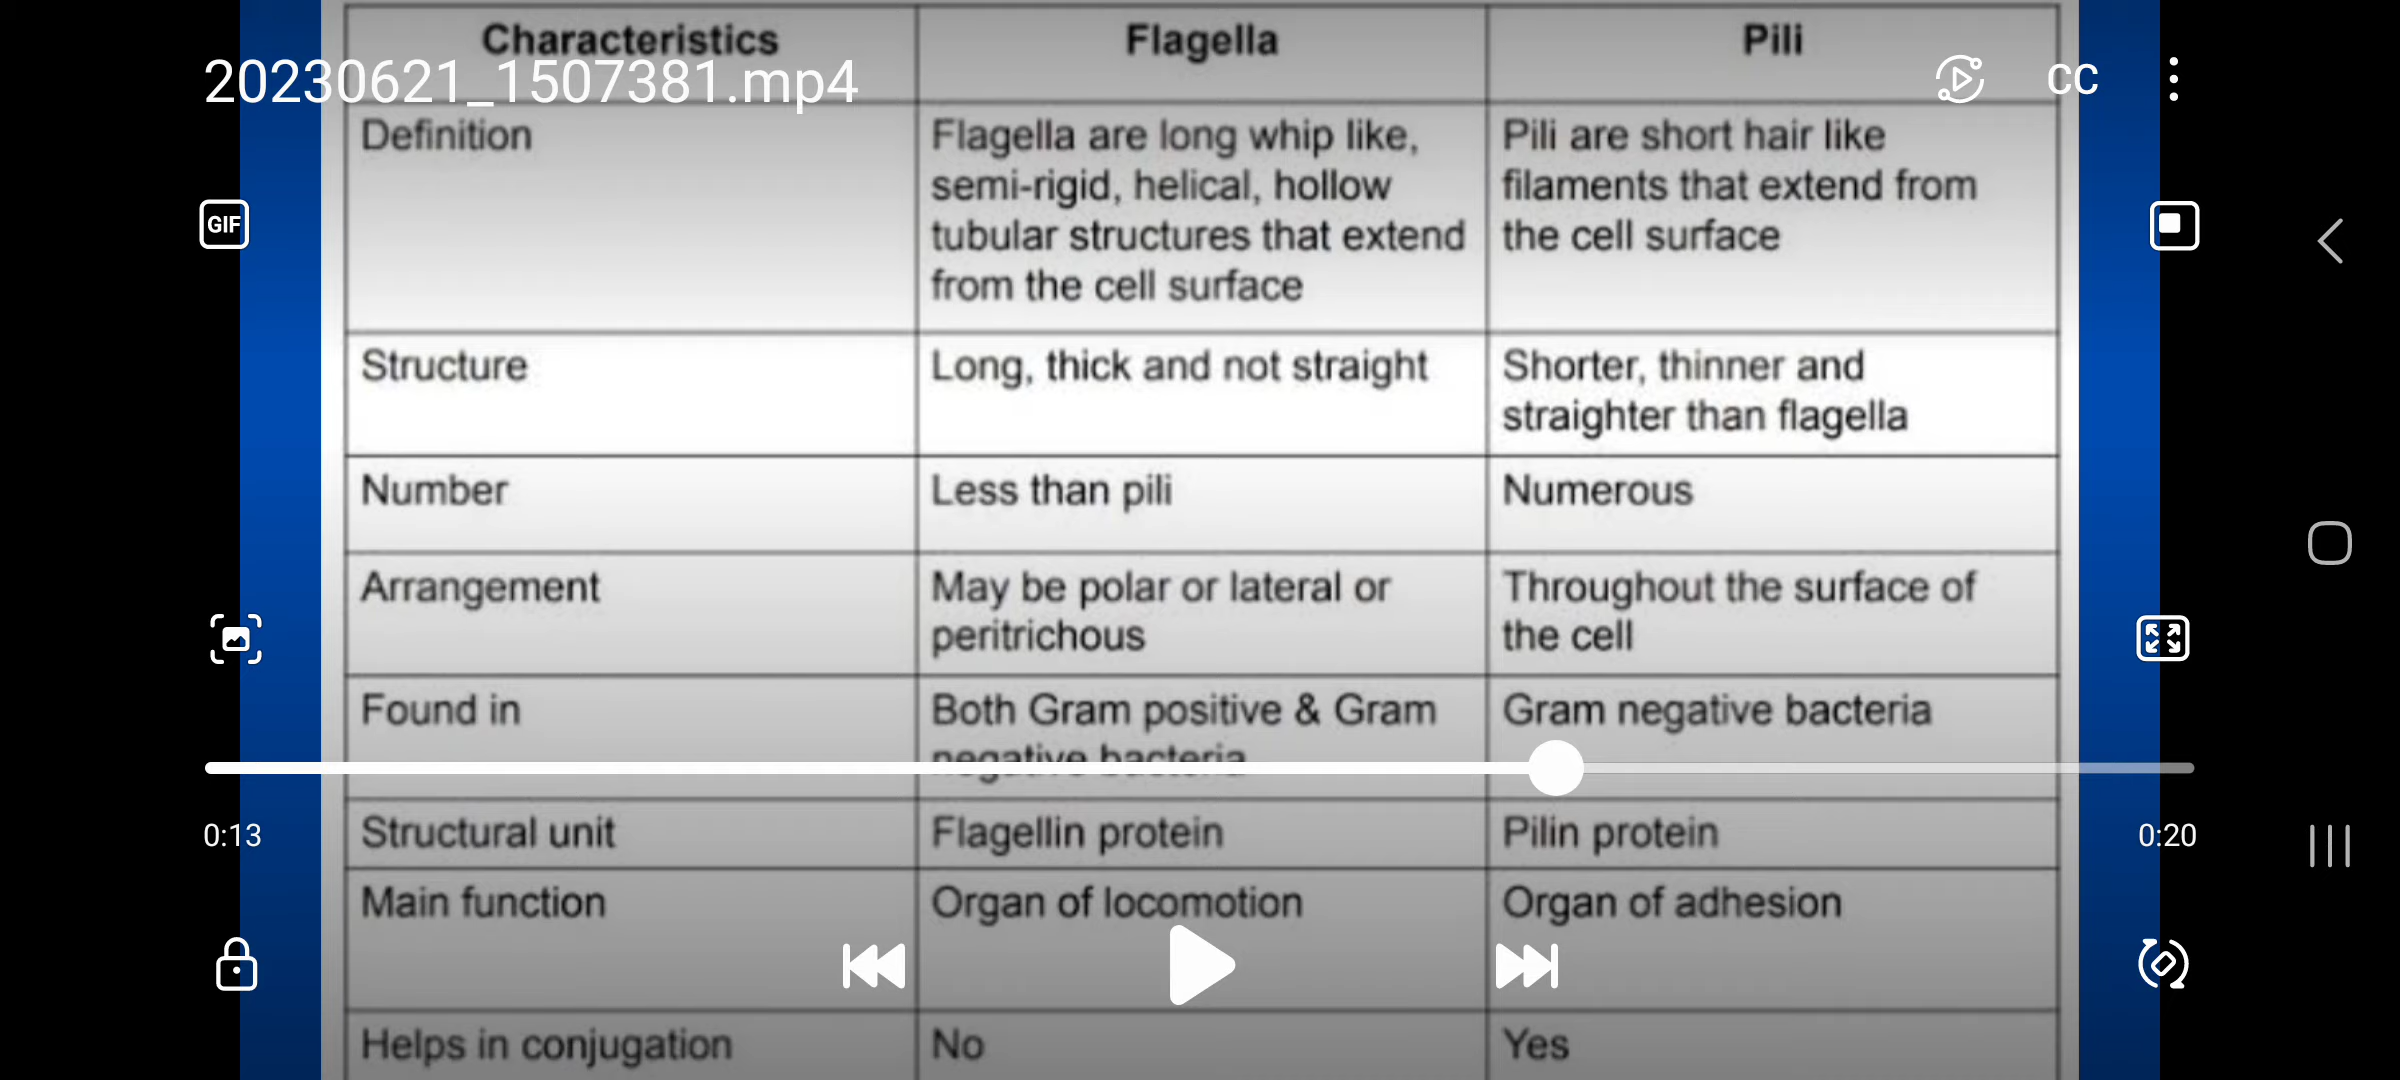 Characteristics Flagella Pili
20230621_1507381.mp4
CC
Definition
Flagella are long whip like,
semi-rigid, helical, hollow
tubular structures that extend
from the cell surface
Pili are short hair like
filaments that extend from
the cell surface
GIF
Structure
Long, thick and not straight
Shorter, thinner and
straighter than flagella
Number
Less than pili
Numerous
Arrangement
May be polar or lateral or
peritrichous
Throughout the surface of
the cell
Found in
Both Gram positive & Gram
negative bacteria
Gram negative bacteria
0:13
0:20
Structural unit
Flagellin protein
Pilin protein
Main function
Organ of locomotion
Organ of adhesion
Helps in conjugation
No
Yes